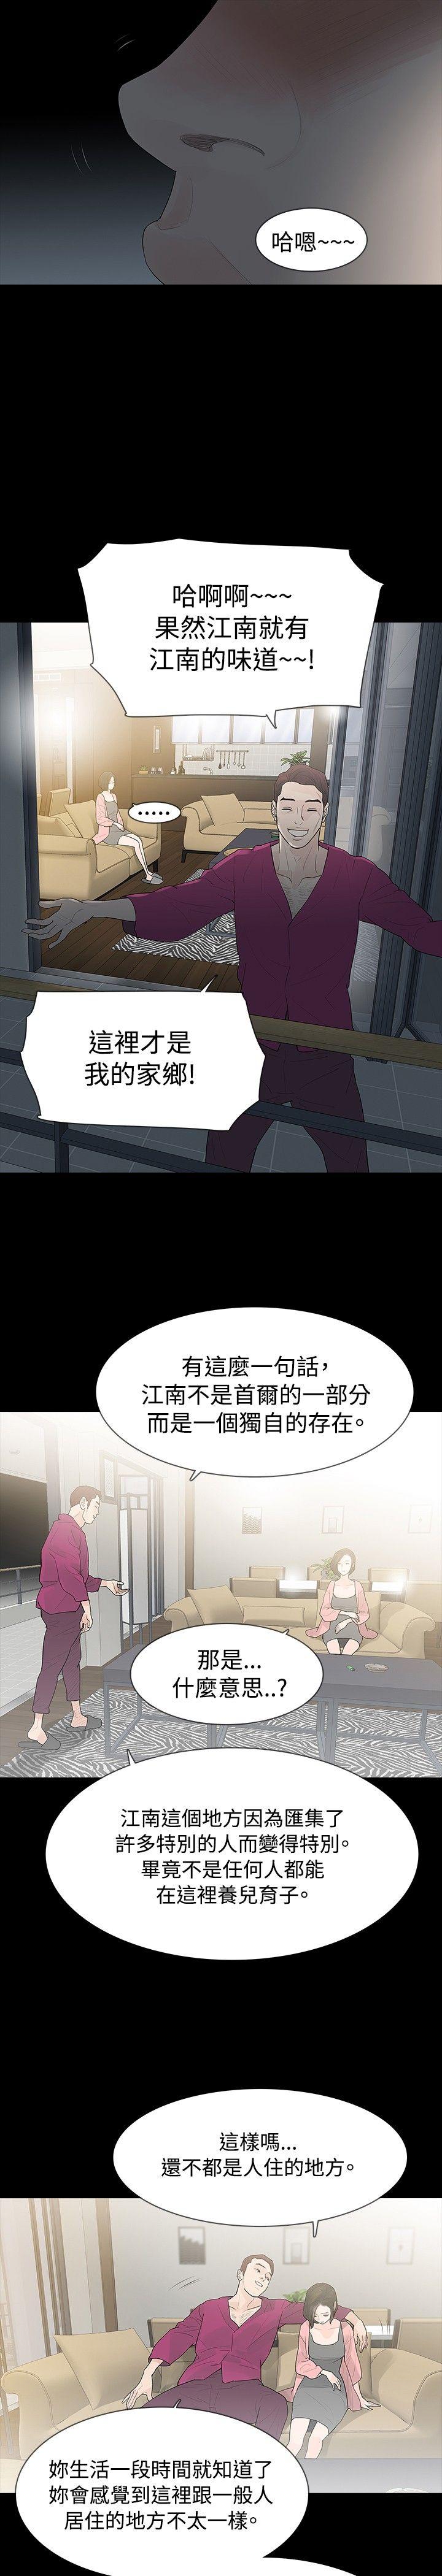 哈嗯~~~
哈啊啊~~~
果然江南就有
江南的味道~~!
•••••
這裡才是
我的家鄉!
有這麼一句話，
江南不是首爾的一部分
而是一個獨自的存在。
那是...
什麼意思..?
江南這個地方因為匯集了
許多特別的人而變得特別。
畢竟不是任何人都能
在這裡養兒育子。
這樣嗎...
還不都是人住的地方。
妳生活一段時間就知道了
妳會感覺到這裡跟一般人
居住的地方不太一樣。